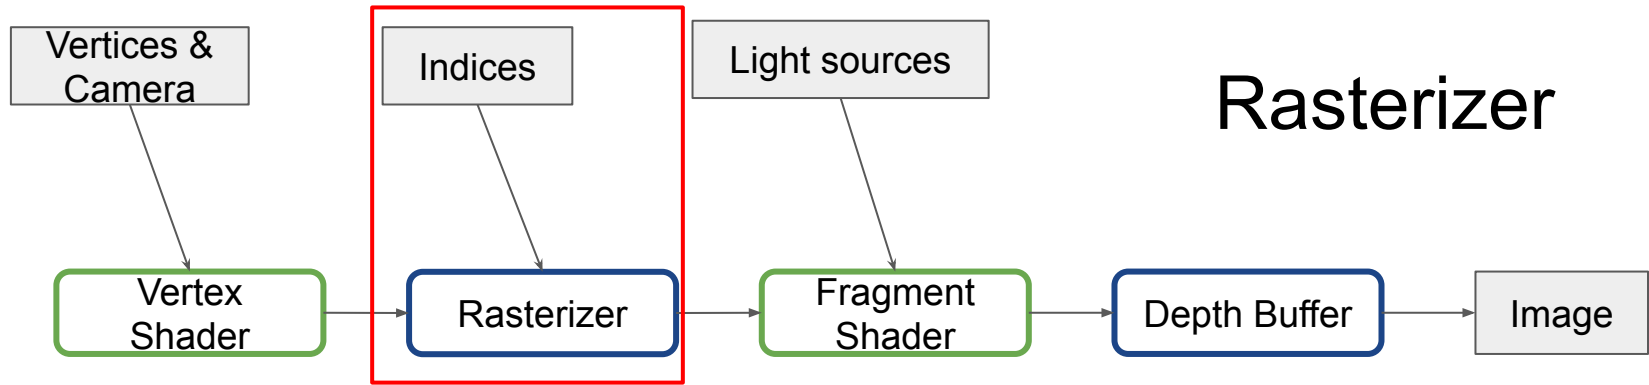 Vertices &
Camera
Indices
Light sources
Rasterizer
Vertex
Shader
Rasterizer
Fragment
Shader
Depth Buffer
Image